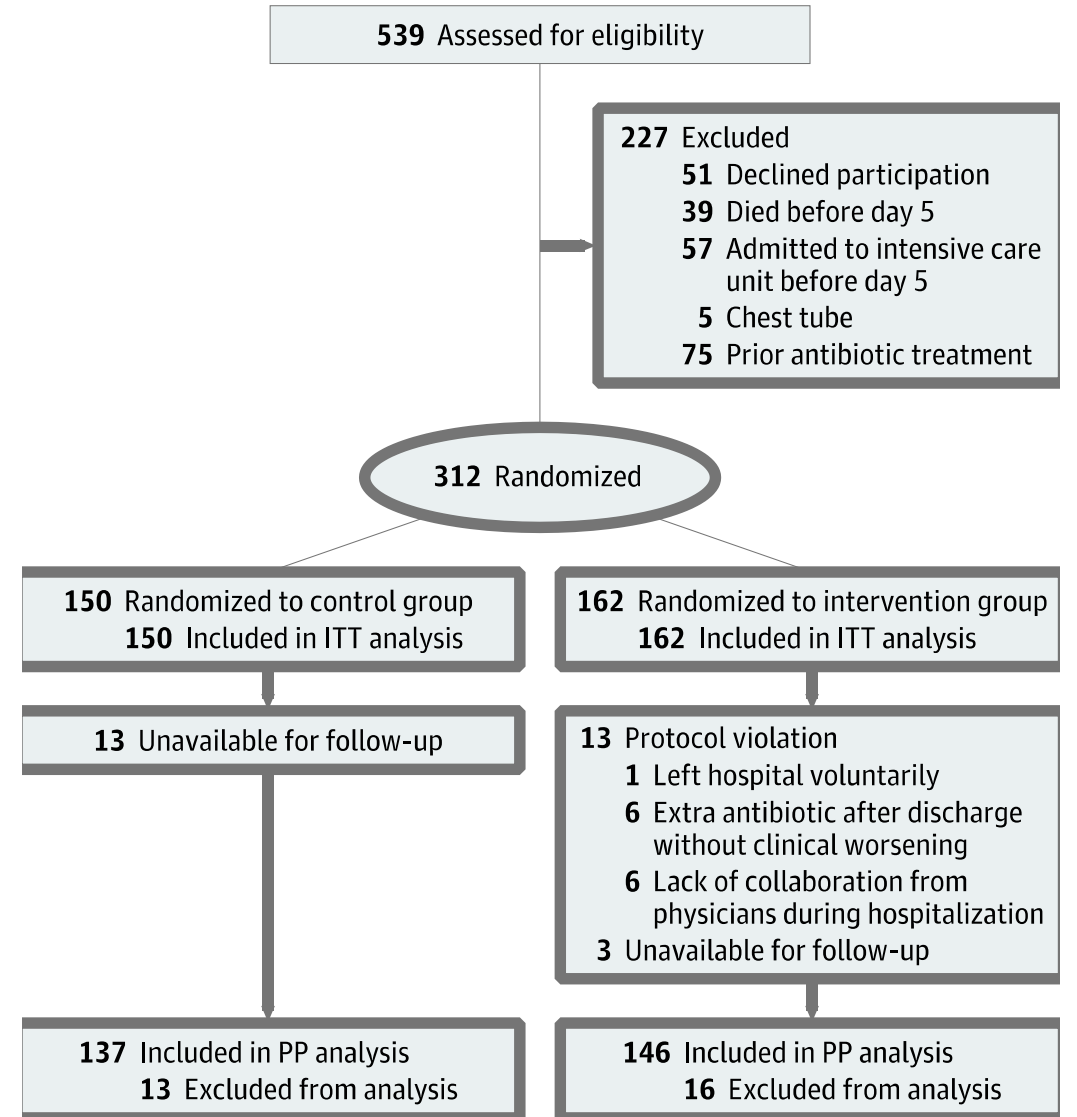 539 Assessed for eligibility
227 Excluded
51 Declined participation
39 Died before day 5
57 Admitted to intensive care
unit before day 5
5 Chest tube
75 Prior antibiotic treatment
312 Randomized
150 Randomized to control group
150 Included in ITT analysis
162 Randomized to intervention group
162 Included in ITT analysis
13 Unavailable for follow-up
13 Protocol violation
1 Left hospital voluntarily
6 Extra antibiotic after discharge
without clinical worsening
6 Lack of collaboration from
physicians during hospitalization
3 Unavailable for follow-up
137 Included in PP analysis
13 Excluded from analysis
146 Included in PP analysis
16 Excluded from analysis